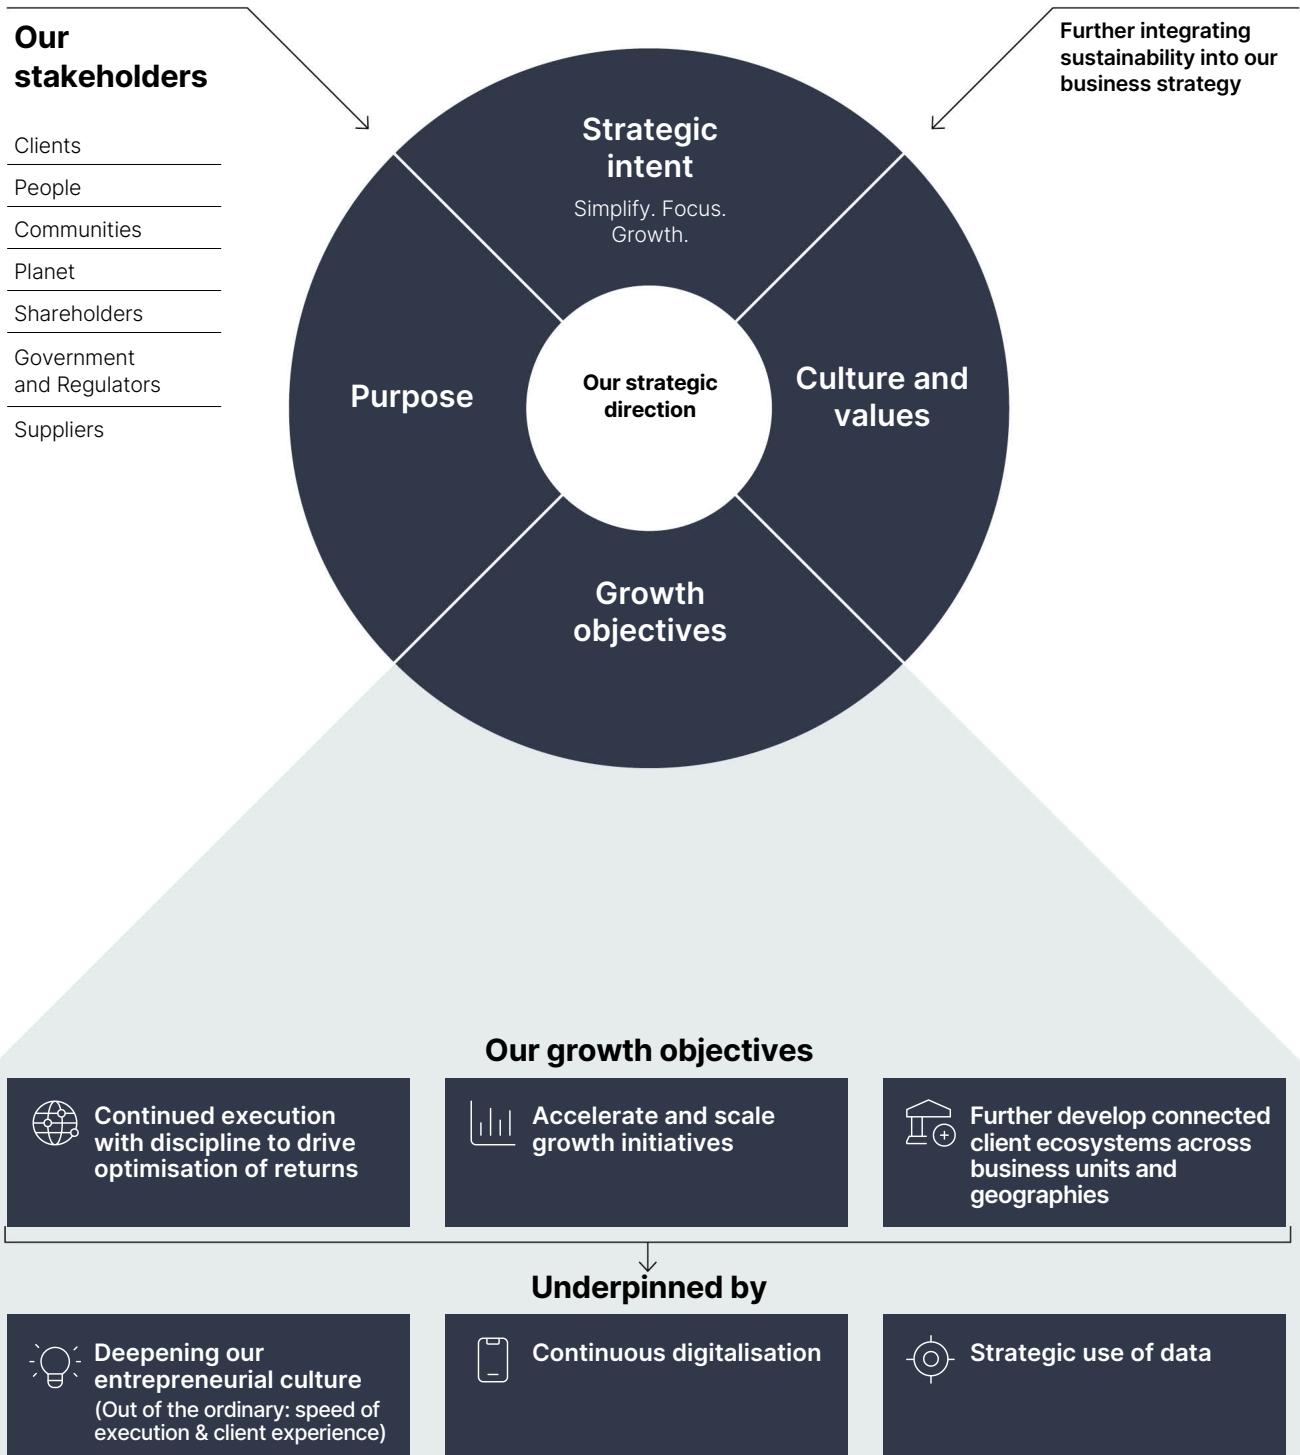 Our
stakeholders
Clients
People
Communities
Planet
Shareholders
Government
and Regulators
Suppliers
Further integrating
sustainability into our
business strategy
Strategic
intent
Simplify. Focus.
Growth.
Purpose
Our strategic
direction
Culture and
values
Growth
objectives
Our growth objectives
Continued execution
with discipline to drive
optimisation of returns
Accelerate and scale
growth initiatives
Further develop connected
client ecosystems across
business units and
geographies
Underpinned by
Deepening our
entrepreneurial culture
(Out of the ordinary: speed of
execution & client experience)
Continuous digitalisation
Strategic use of data